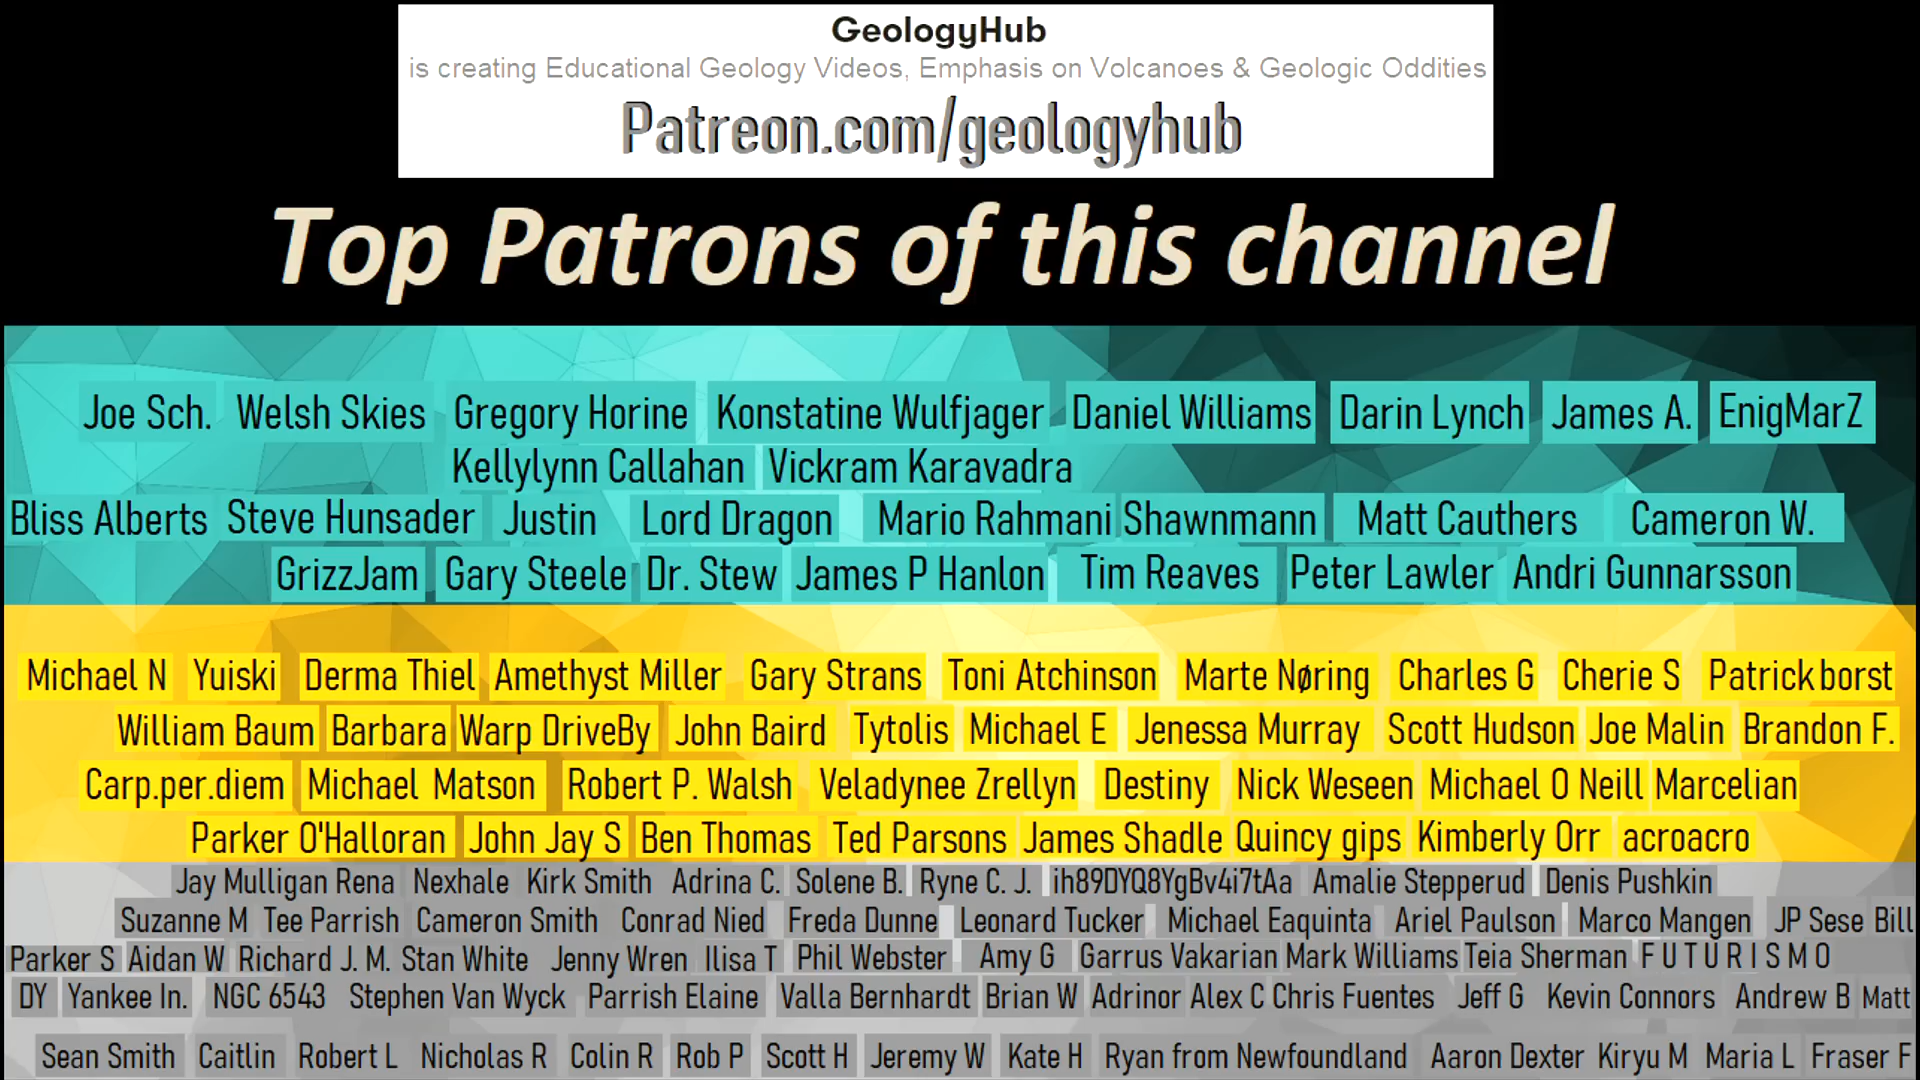 GeologyHub
is creating Educational Geology Videos, Emphasis on Volcanoes & Geologic Oddities
Patreon.com/geologyhub
Top Patrons of this channel
Joe Sch. Welsh Skies Gregory Horine Konstatine Wulfjager Daniel Williams Darin Lynch James A. EnigMarZ
Kellylynn Callahan Vickram Karavadra
Bliss Alberts Steve Hunsader Justin Lord Dragon Mario Rahmani Shawnmann Matt Cauthers Cameron W.
GrizzJam Gary Steele Dr. Stew James P Hanlon Tim Reaves Peter Lawler Andri Gunnarsson
Michael N Yuiski Derma Thiel Amethyst Miller Gary Strans Toni Atchinson Marte Nøring Charles G Cherie S Patrick borst
William Baum Barbara Warp DriveBy John Baird Tytolis Michael E Jenessa Murray Scott Hudson Joe Malin Brandon F.
Carp.per.diem Michael Matson Robert P. Walsh Veladynee Zrellyn Destiny Nick Weseen Michael O Neill Marcelian
Parker O'Halloran John Jay S Ben Thomas Ted Parsons James Shadle Quincy gips Kimberly Orr acroacro
Jay Mulligan Rena Nexhale Kirk Smith Adrina C. Solene B. Ryne C. J. ih89DYQ8YgBv4i7tAa Amalie Stepperud Denis Pushkin
Suzanne M Tee Parrish Cameron Smith Conrad Nied Freda Dunne Leonard Tucker Michael Eaquinta Ariel Paulson Marco Mangen JP Sese Bill
Parker S Aidan W Richard J. M. Stan White Jenny Wren Ilisa T Phil Webster Amy G Garrus Vakarian Mark Williams Teia Sherman F U T U R I S M O
DY Yankee In. NGC 6543 Stephen Van Wyck Parrish Elaine Valla Bernhardt Brian W Adrinor Alex C Chris Fuentes Jeff G Kevin Connors Andrew B Matt
Sean Smith Caitlin Robert L Nicholas R Colin R Rob P Scott H Jeremy W Kate H Ryan from Newfoundland Aaron Dexter Kiryu M Maria L Fraser F